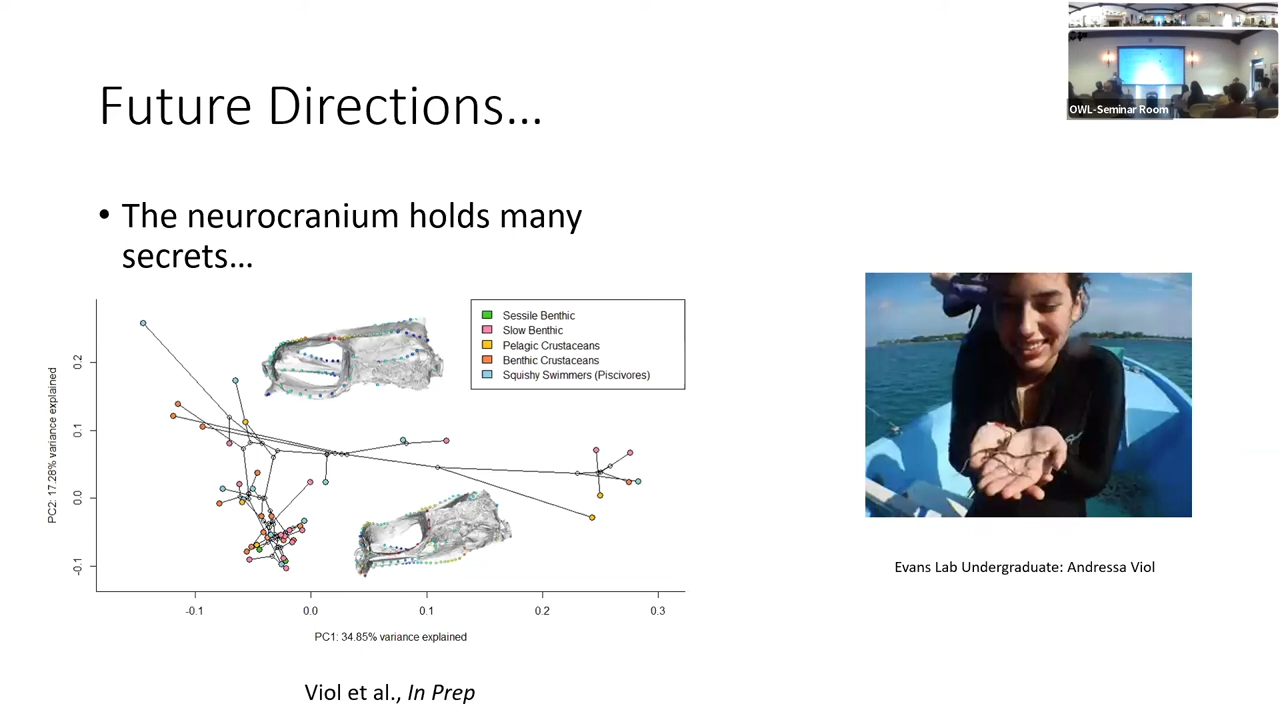 OWL-Seminar Room
Future Directions…
• The neurocranium holds many
secrets…
Sessile Benthic
Slow Benthic
Pelagic Crustaceans
Benthic Crustaceans
Squishy Swimmers (Piscivores)
PC2: 17.26% variance explained
0.2
0.1
0.0
-0.1
-0.1
0.0
0.1
0.2
0.3
PC1: 34.85% variance explained
Viol et al., In Prep
Evans Lab Undergraduate: Andressa Viol